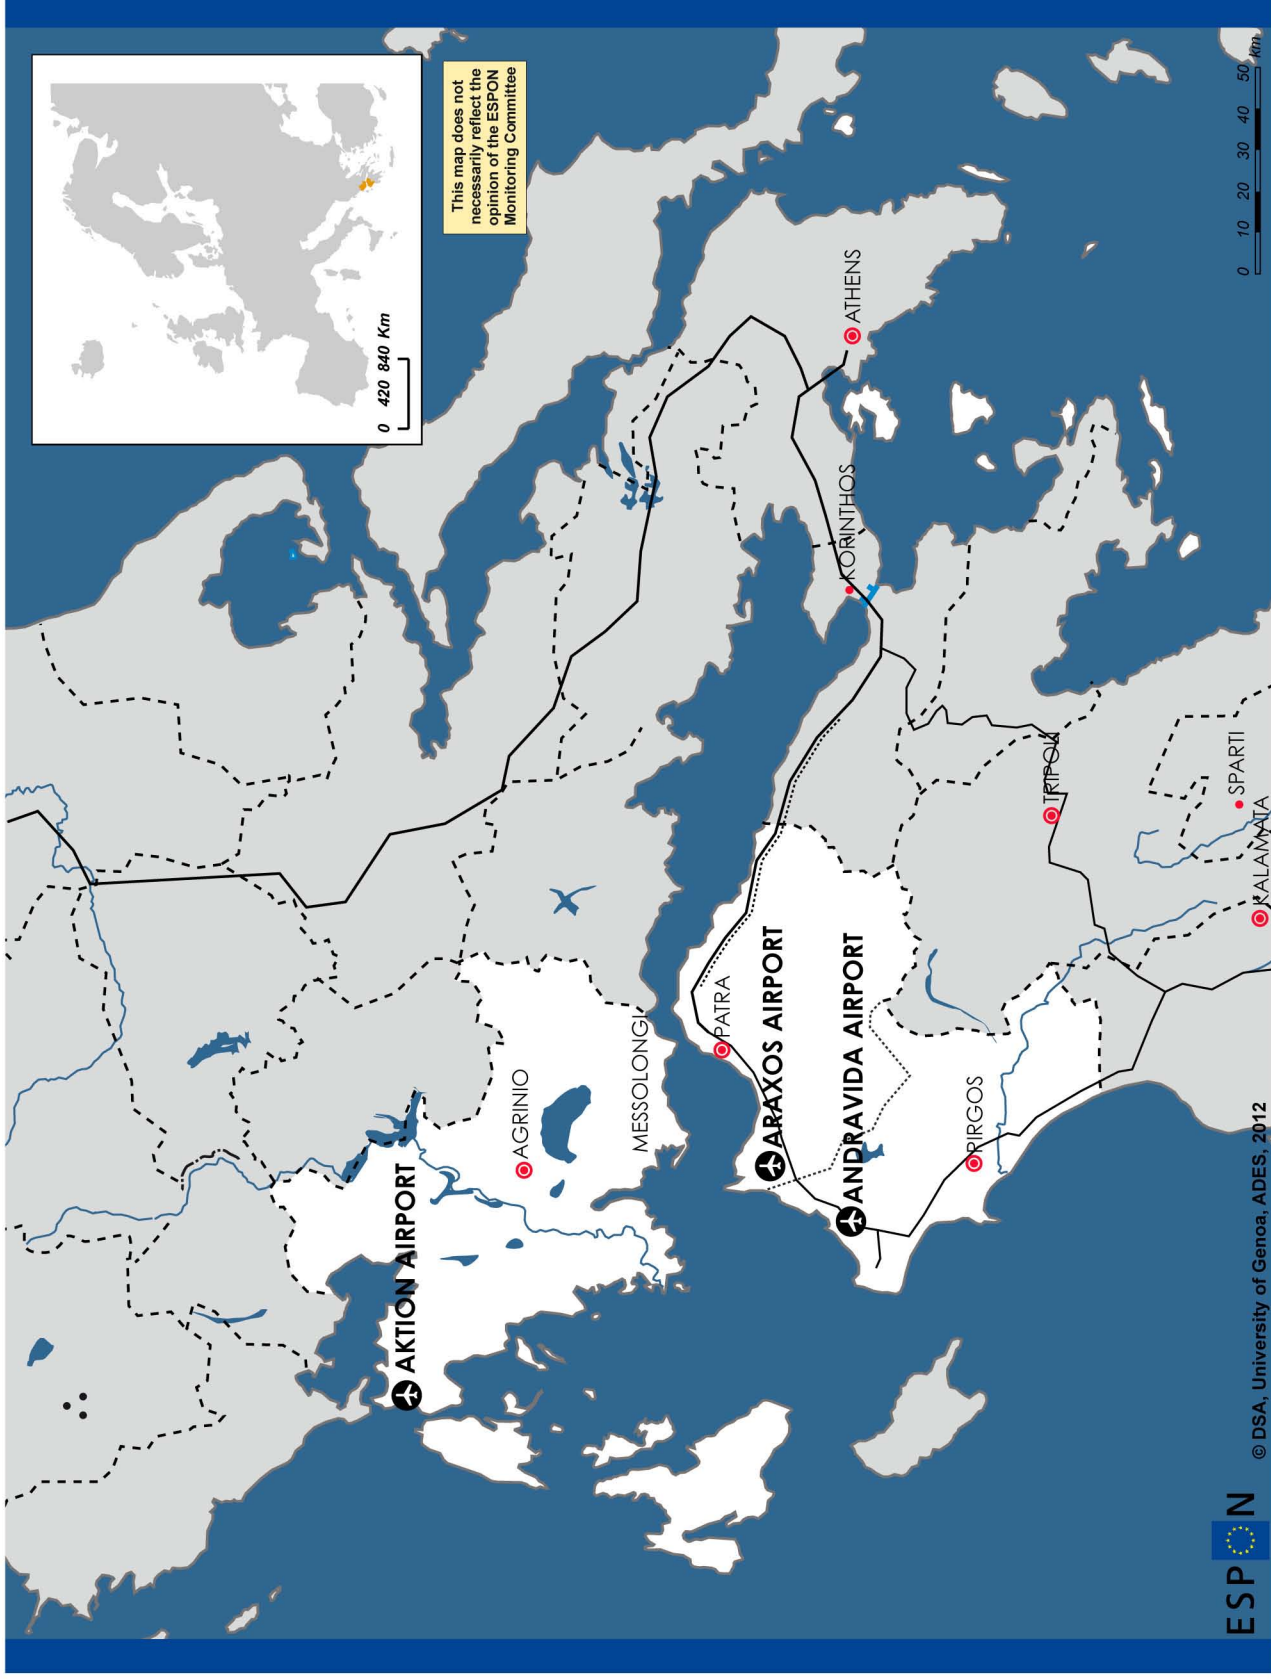 This map does not
necessarily reflect the
opinion of the ESPON
Monitoring Committee
0 420 840 Km
AKTION AIRPORT
AGRINIO
MESSOLONGI
PATRA
ARAXOS AIRPORT
ANDRAVIDA AIRPORT
PIRGOS
KORINTHOS
ATHENS
TRIPOLI
SPARTI
KALAMATA
0 10 20 30 40 50 km
ESP N
© DSA, University of Genoa, ADES, 2012